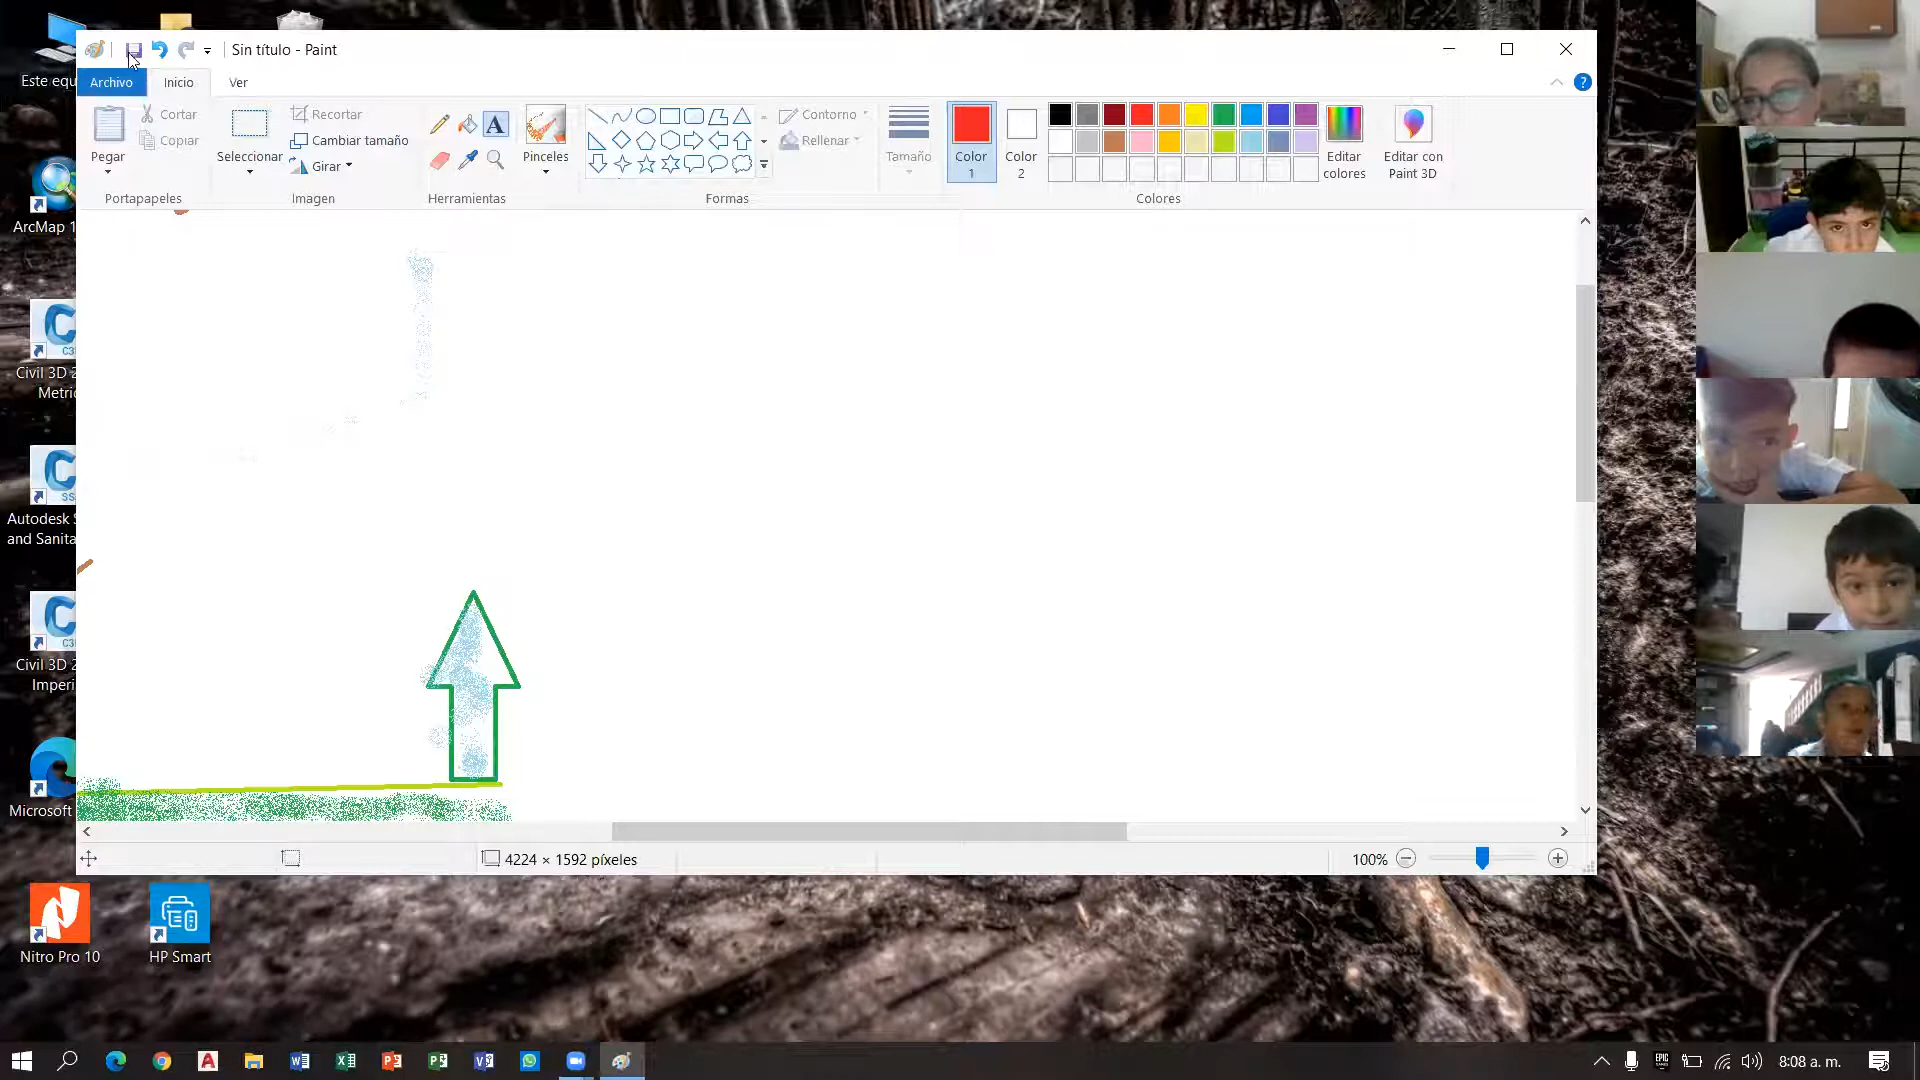 Sin título - Paint
Archivo
Inicio
Ver
Pegar
Cortar
Copiar
Portapapeles
Seleccionar
Recortar
Cambiar tamaño
Girar
Imagen
A
Herramientas
Pinceles
Contorno
Rellenar
Formas
Tamaño
Color
1
Color
2
Editar
colores
Editar con
Paint 3D
Colores
4224 × 1592 píxeles
100%
Este equ
ArcMap 1
Civil 3D 2
Metric
Autodesk S
and Sanita
Civil 3D 2
Imperi
Microsoft
Nitro Pro 10
HP Smart
8:08 a. m.